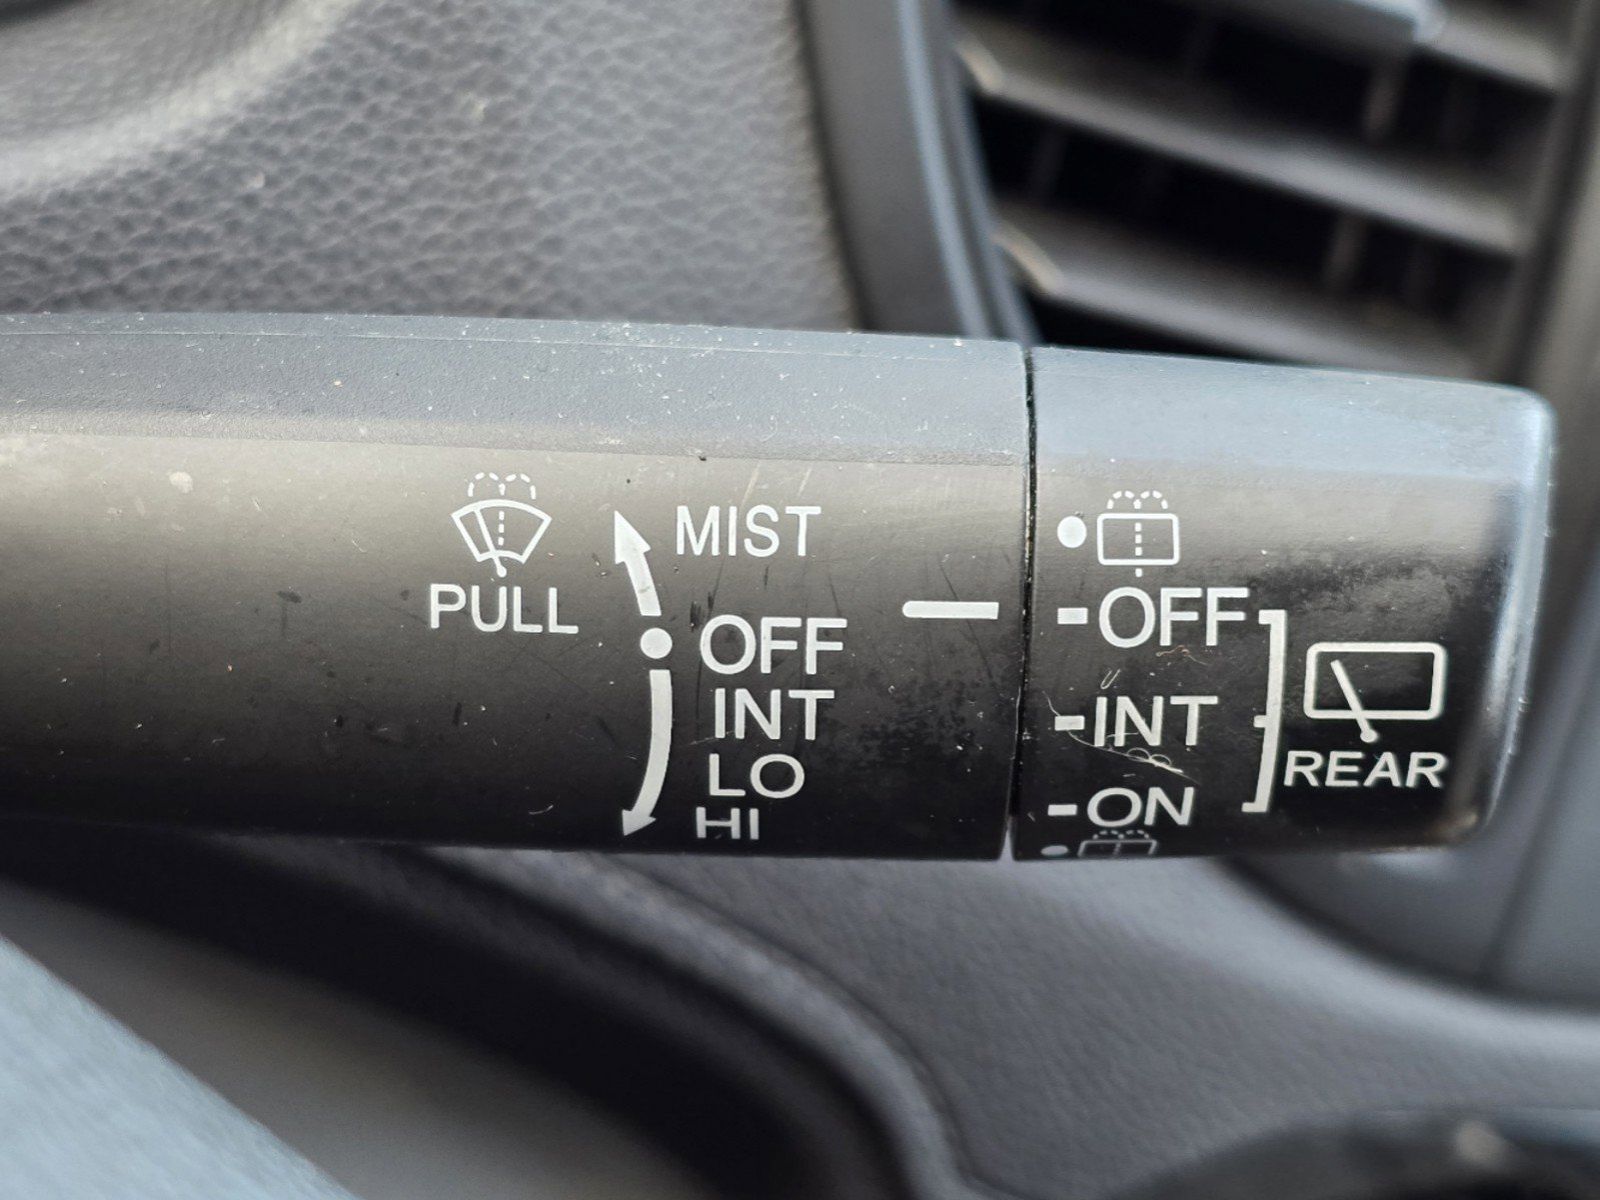 PULL
MIST
OFF
INT
LO
HI
OFF
INT
ON
REAR